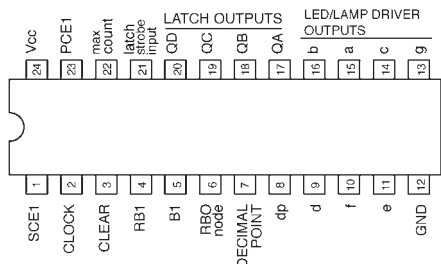 LATCH OUTPUTS
LED/LAMP DRIVER
OUTPUTS
Vcc
PCE1
max
count
latch
strobe
input
QD
QC
QB
QA
b
a
c
g
24
23
22
21
20
19
18
17
16
15
14
13
1
2
3
4
5
6
7
8
9
10
11
12
SCE1
CLOCK
CLEAR
RB1
B1
RBO
node
DECIMAL
POINT
dp
d
f
e
GND